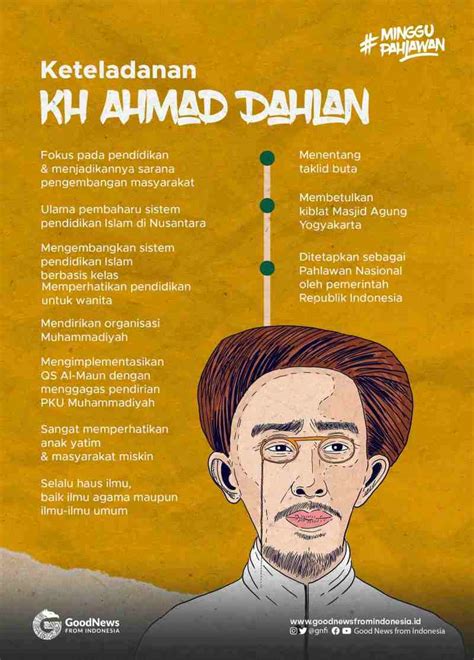 #MINGGU
PAHLAWAN
Keteladanan
KH AHMAD DAHLAN
Fokus pada pendidikan
& menjadikannya sarana
pengembangan masyarakat
Ulama pembaharu sistem
pendidikan Islam di Nusantara
Mengembangkan sistem
pendidikan Islam
berbasis kelas
Memperhatikan pendidikan
untuk wanita
Mendirikan organisasi
Muhammadiyah
Mengimplementasikan
QS Al-Maun dengan
menggagas pendirian
PKU Muhammadiyah
Sangat memperhatikan
anak yatim
& masyarakat miskin
Selalu haus ilmu,
baik ilmu agama maupun
ilmu-ilmu umum
Menentang
taklid buta
Membetulkan
kiblat Masjid Agung
Yogyakarta
Ditetapkan sebagai
Pahlawan Nasional
oleh pemerintah
Republik Indonesia
GoodNews
FROM INDONESIA
www.goodnewsfromindonesia.id
@gnfi Good News from Indonesia